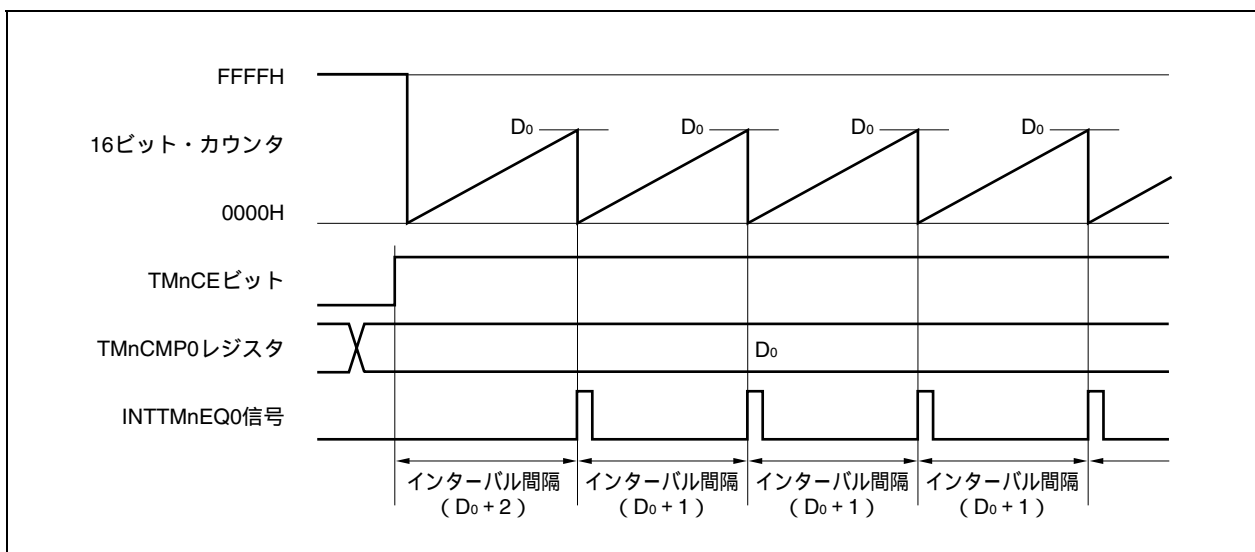 FFFFH
16ビット・カウンタ
D0 D0 D0 D0
0000H
TMnCEビット
TMnCMP0レジスタ
D0
INTTMnEQ0信号
インターバル間隔 インターバル間隔 インターバル間隔 インターバル間隔
（D0+2） （D0+1） （D0+1） （D0+1）